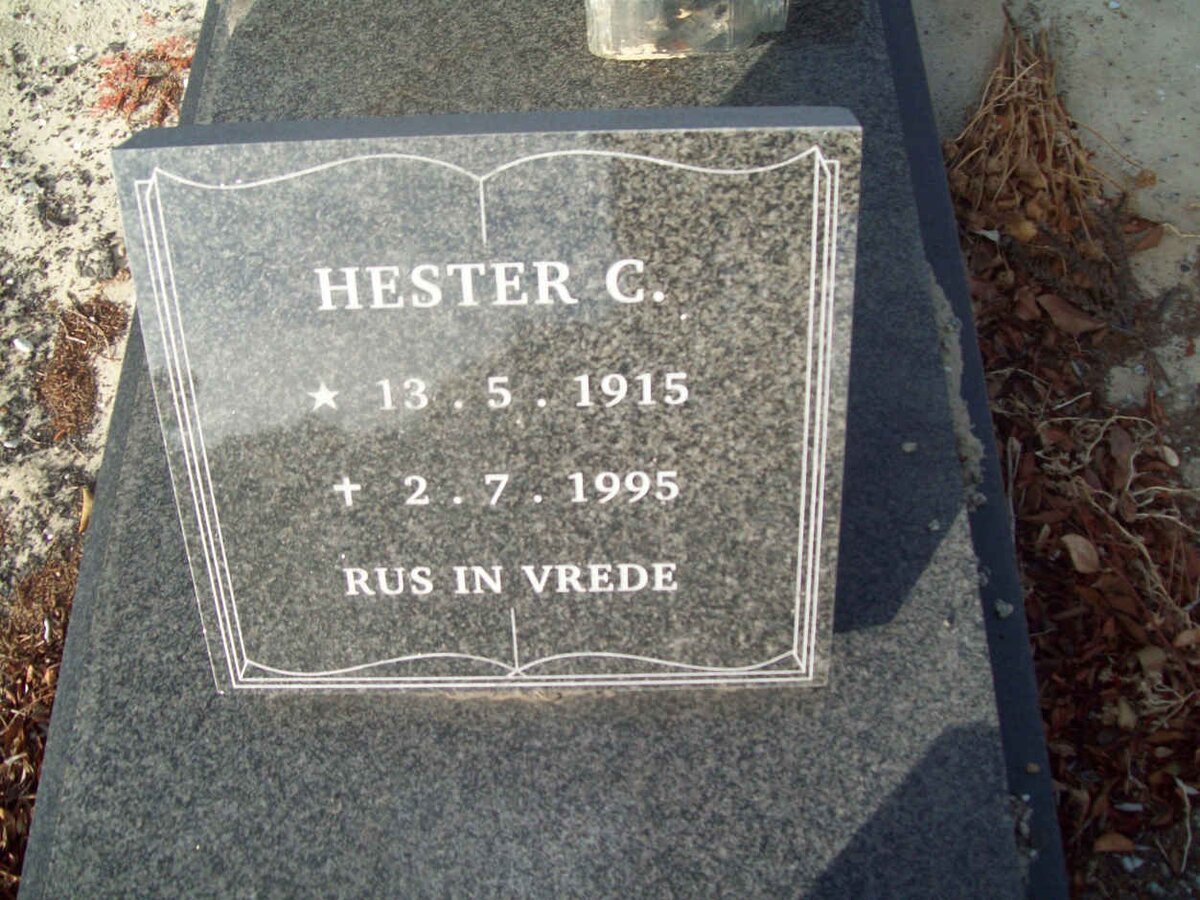 HESTER C.
★ 13 . 5 . 1915
✝ 2 . 7 . 1995
RUS IN VREDE